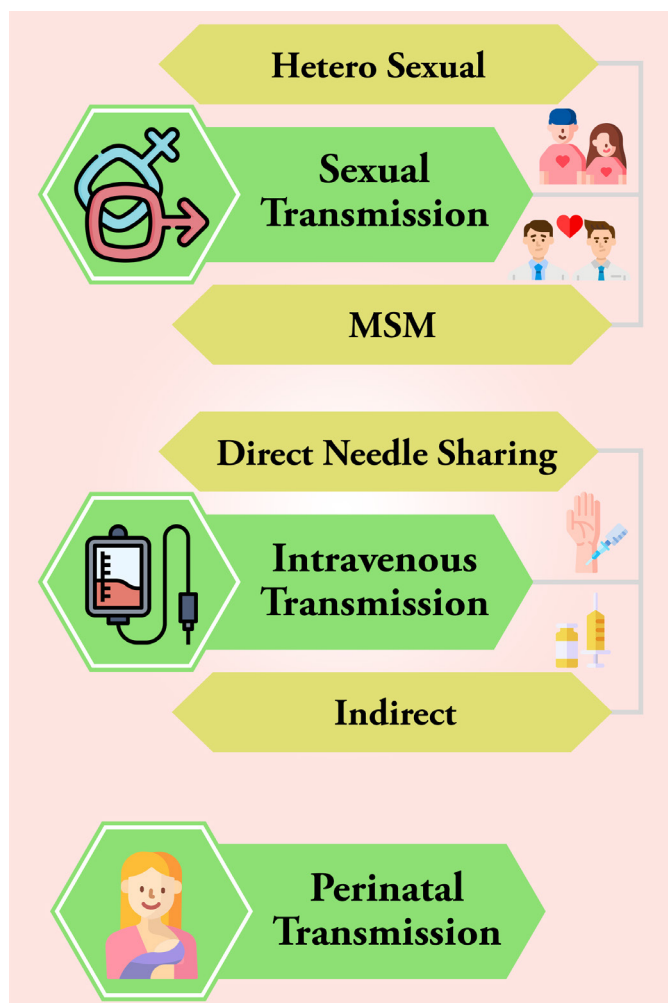 Hetero Sexual
Sexual
Transmission
MSM
Direct Needle Sharing
Intravenous
Transmission
Indirect
Perinatal
Transmission